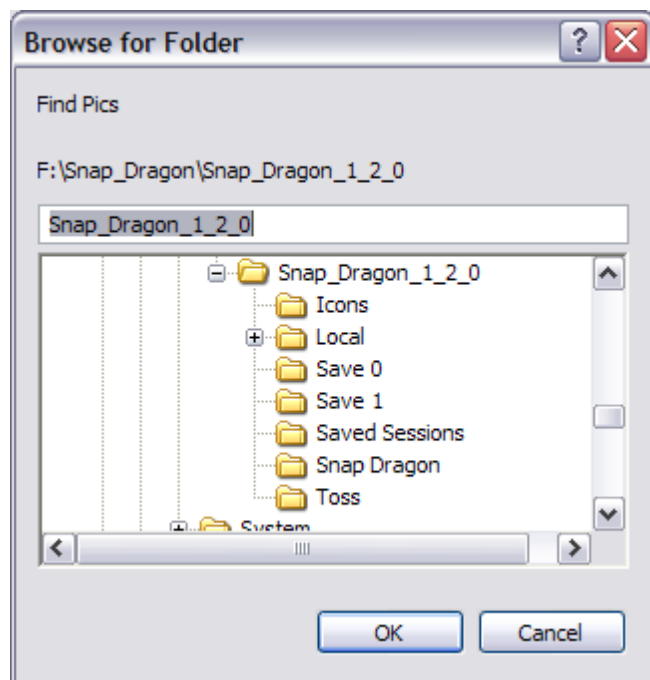 Browse for Folder
Find Pics
F:\Snap_Dragon\Snap_Dragon_1_2_0
Snap_Dragon_1_2_0
Snap_Dragon_1_2_0
Icons
Local
Save 0
Save 1
Saved Sessions
Snap Dragon
Toss
System
OK Cancel